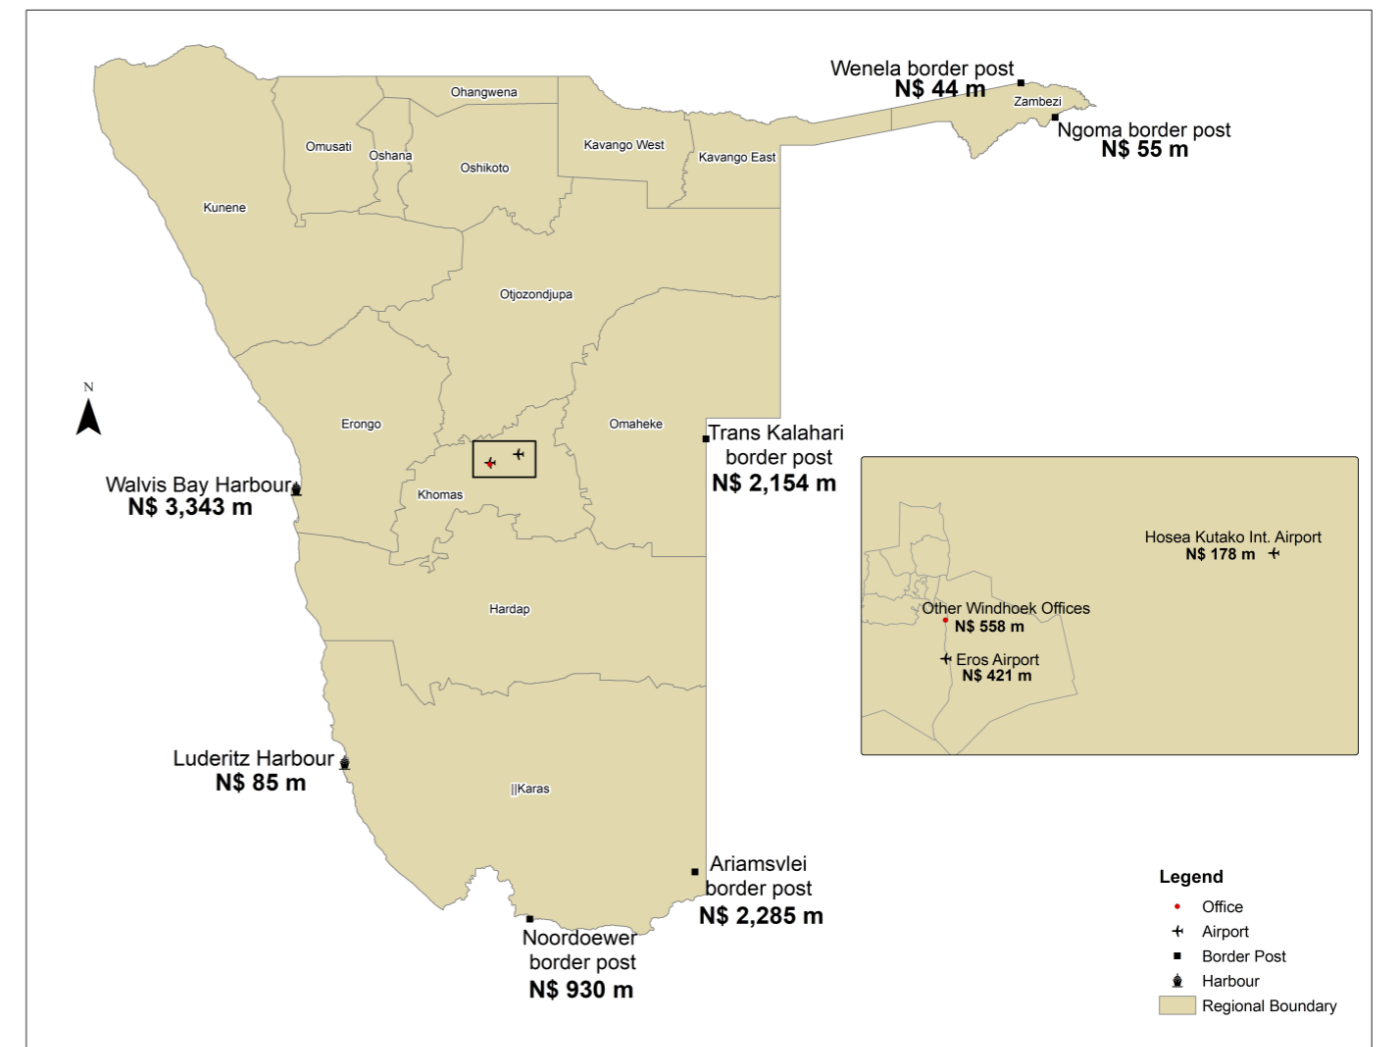 Wenela border post
N$ 44 m
Zambezi
Ngoma border post
N$ 55 m
Ohangwena
Omusati
Oshana
Oshikoto
Kavango West
Kavango East
Kunene
Otjozondjupa
N
Erongo
Omaheke
Trans Kalahari
border post
N$ 2,154 m
Walvis Bay Harbour
N$ 3,343 m
Khomas
Hosea Kutako Int. Airport
N$ 178 m
Other Windhoek Offices
N$ 558 m
Eros Airport
N$ 421 m
Hardap
Luderitz Harbour
N$ 85 m
||Karas
Ariamsvlei
border post
N$ 2,285 m
Noordoewer
border post
N$ 930 m
Legend
Office
Airport
Border Post
Harbour
Regional Boundary